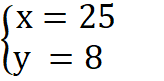 x = 25
y = 8